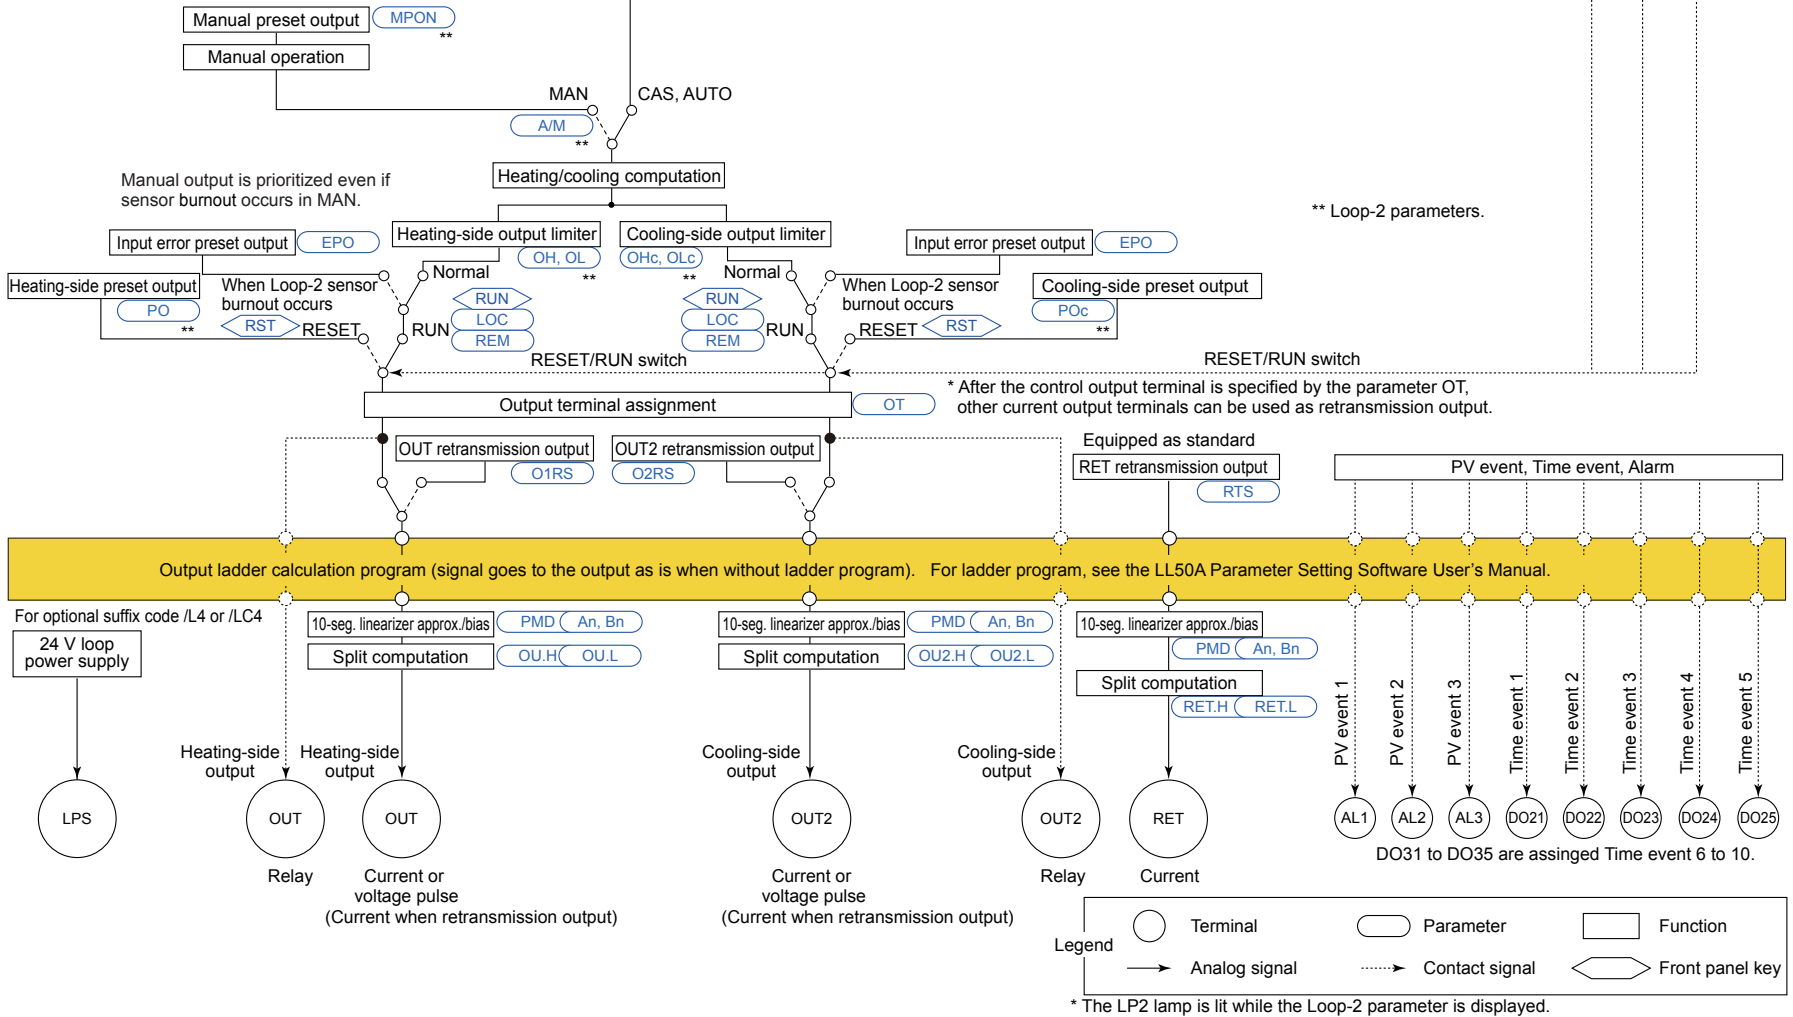 Manual preset output
MPON
**
Manual operation
MAN
CAS, AUTO
A/M
**
Heating/cooling computation
Manual output is prioritized even if
sensor burnout occurs in MAN.
** Loop-2 parameters.
Input error preset output
EPO
Heating-side output limiter
OH, OL
**
Cooling-side output limiter
OHc, OLc
**
Input error preset output
EPO
Normal
Normal
Heating-side preset output
PO
**
When Loop-2 sensor
burnout occurs
RST
RESET
RUN
RUN
LOC
REM
RUN
LOC
REM
RUN
When Loop-2 sensor
burnout occurs
RESET
RST
Cooling-side preset output
POc
**
RESET/RUN switch
RESET/RUN switch
Output terminal assignment
OT
* After the control output terminal is specified by the parameter OT,
other current output terminals can be used as retransmission output.
OUT retransmission output
O1RS
OUT2 retransmission output
O2RS
Equipped as standard
RET retransmission output
RTS
PV event, Time event, Alarm
Output ladder calculation program (signal goes to the output as is when without ladder program). For ladder program, see the LL50A Parameter Setting Software User's Manual.
For optional suffix code /L4 or /LC4
24 V loop
power supply
10-seg. linearizer approx./bias
PMD
An, Bn
Split computation
OU.H
OU.L
10-seg. linearizer approx./bias
PMD
An, Bn
Split computation
OU2.H
OU2.L
10-seg. linearizer approx./bias
PMD
An, Bn
Split computation
RET.H
RET.L
PV event 1
PV event 2
PV event 3
Time event 1
Time event 2
Time event 3
Time event 4
Time event 5
Heating-side
output
Heating-side
output
Cooling-side
output
Cooling-side
output
LPS
OUT
OUT
OUT2
OUT2
RET
AL1
AL2
AL3
DO21
DO22
DO23
DO24
DO25
DO31 to DO35 are assinged Time event 6 to 10.
Relay
Current or
voltage pulse
(Current when retransmission output)
Current or
voltage pulse
(Current when retransmission output)
Relay
Current
Legend
Terminal
Parameter
Function
Analog signal
Contact signal
Front panel key
* The LP2 lamp is lit while the Loop-2 parameter is displayed.